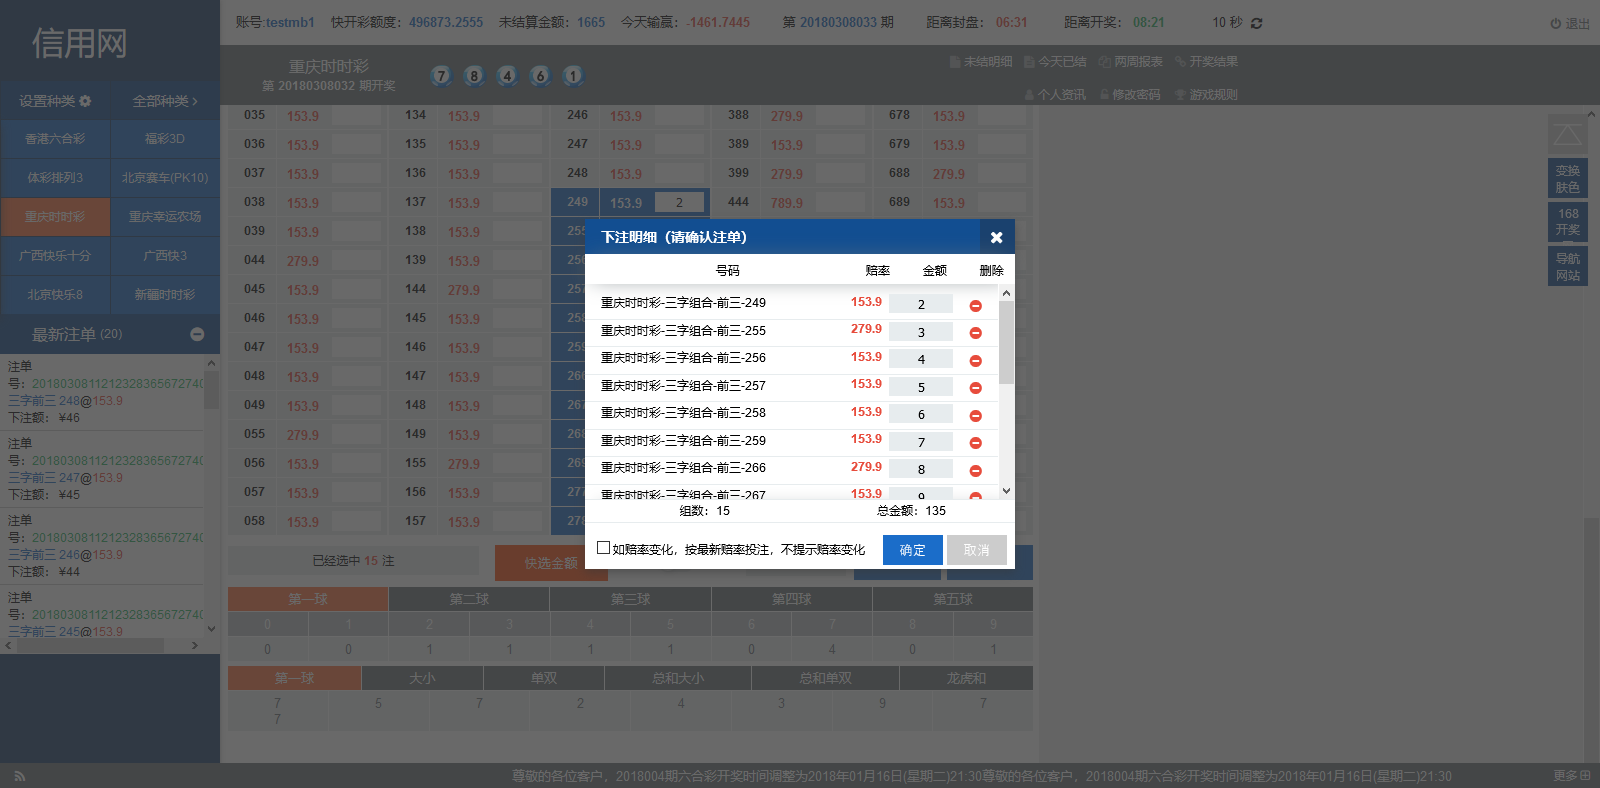 信用网
账号:testmb1 快开彩额度：496873.2555 未结算金额：1665 今天输赢：-1461.7445 第 20180308033 期 距离封盘：06:31 距离开奖：08:21 10 秒 退出
重庆时时彩
第 20180308032 期开奖
7 8 4 6 1
未结明细 今天已结 两周报表 开奖结果
个人资讯 修改密码 游戏规则
设置种类 全部种类
香港六合彩 福彩3D
体彩排列3 北京赛车(PK10)
重庆时时彩 重庆幸运农场
广西快乐十分 广西快3
北京快乐8 新疆时时彩
最新注单 (20)
注单
号：2018030811212328365672740
三字前三 248@153.9
下注额： ¥46
注单
号：2018030811212328365672740
三字前三 247@153.9
下注额： ¥45
注单
号：2018030811212328365672740
三字前三 246@153.9
下注额： ¥44
注单
号：2018030811212328365672740
三字前三 245@153.9
035 153.9 134 153.9 246 153.9 388 279.9 678 153.9
036 153.9 135 153.9 247 153.9 389 153.9 679 153.9
037 153.9 136 153.9 248 153.9 399 279.9 688 279.9
038 153.9 137 153.9 249 153.9 2 444 789.9 689 153.9
039 153.9 138 153.9 255
044 279.9 139 153.9
045 153.9 144 279.9 257
046 153.9 145 153.9
047 153.9 146 153.9 259
048 153.9 147 153.9
049 153.9 148 153.9 267
055 279.9 149 153.9
056 153.9 155 279.9
057 153.9 156 153.9 277
058 153.9 157 153.9
下注明细（请确认注单）
号码 赔率 金额 删除
重庆时时彩-三字组合-前三-249 153.9 2
重庆时时彩-三字组合-前三-255 279.9 3
重庆时时彩-三字组合-前三-256 153.9 4
重庆时时彩-三字组合-前三-257 153.9 5
重庆时时彩-三字组合-前三-258 153.9 6
重庆时时彩-三字组合-前三-259 153.9 7
重庆时时彩-三字组合-前三-266 279.9 8
重庆时时彩-三字组合-前三-267 153.9 9
组数：15 总金额：135
如赔率变化，按最新赔率投注，不提示赔率变化 确定 取消
已经选中 15 注 快选金额
第一球 第二球 第三球 第四球 第五球
0 1 2 3 4 5 6 7 8 9
0 0 1 1 1 1 0 4 0 1
第一球 大小 单双 总和大小 总和单双 龙虎和
7 5 7 2 4 3 9 7
7
变换
肤色
168
开奖
导航
网站
尊敬的各位客户，2018004期六合彩开奖时间调整为2018年01月16日(星期二)21:30尊敬的各位客户，2018004期六合彩开奖时间调整为2018年01月16日(星期二)21:30 更多